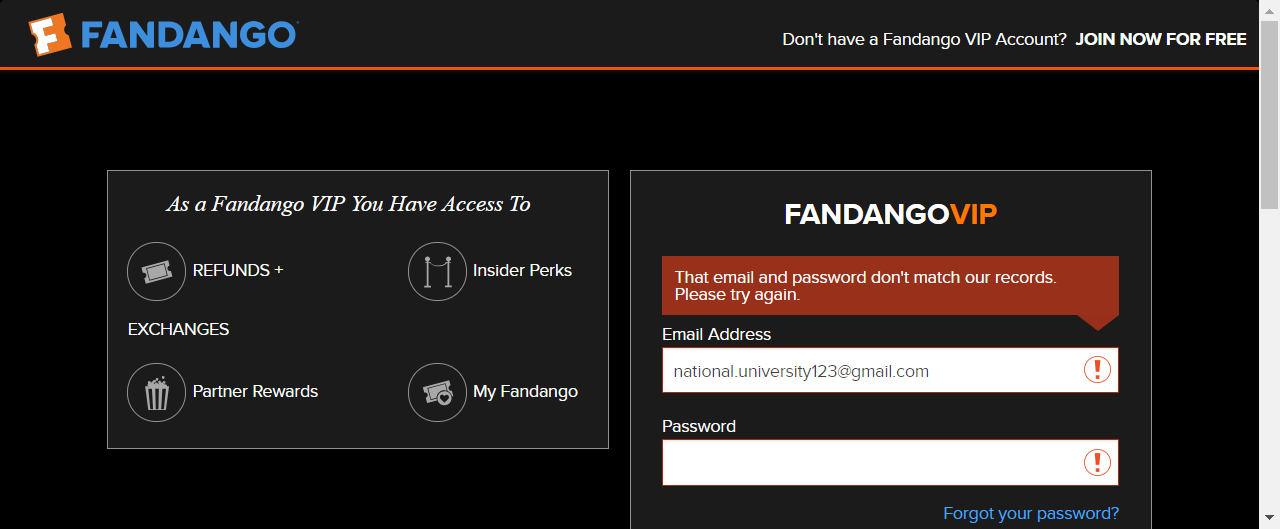 FANDANGO
Don't have a Fandango VIP Account? JOIN NOW FOR FREE
As a Fandango VIP You Have Access To
REFUNDS +
Insider Perks
EXCHANGES
Partner Rewards
My Fandango
FANDANGOVIP
That email and password don't match our records.
Please try again.
Email Address
national.university123@gmail.com
Password
Forgot your password?